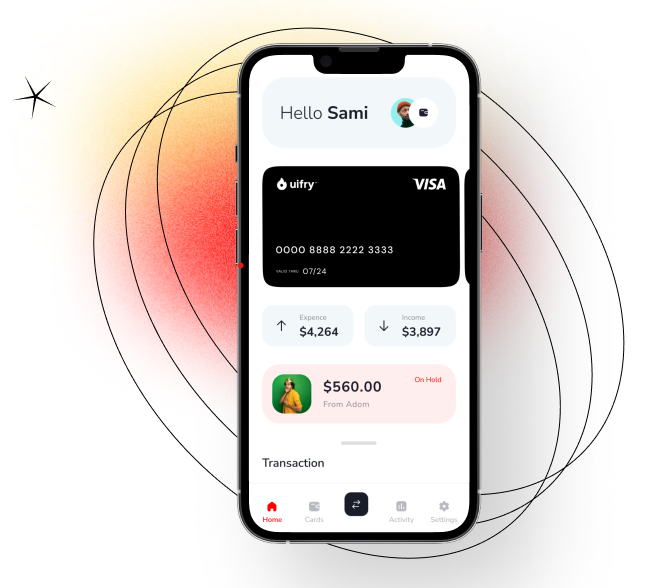 Hello Sami
uifry™
VISA
0000 8888 2222 3333
VALID THRU 07/24
Expence
$4,264
Income
$3,897
$560.00
On Hold
From Adom
Transaction
Home
Cards
Activity
Settings